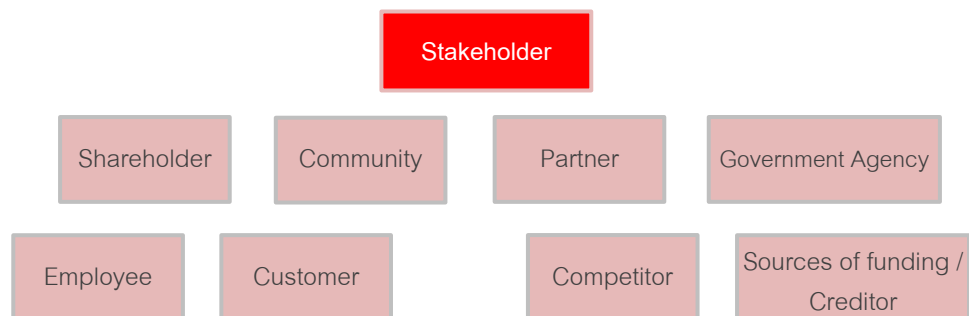 Stakeholder
Shareholder
Community
Partner
Government Agency
Employee
Customer
Competitor
Sources of funding /
Creditor